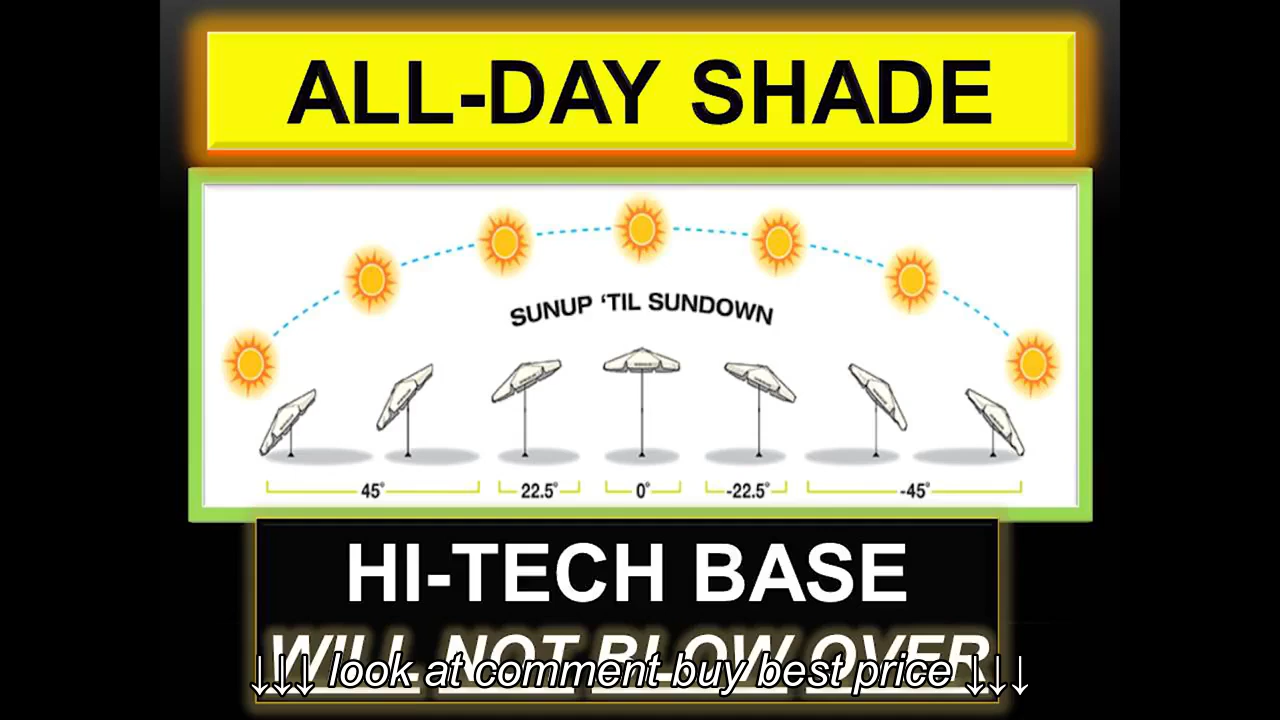 ALL-DAY SHADE
SUNUP ‘TIL SUNDOWN
45° 22.5° 0° -22.5° -45°
HI-TECH BASE
WILL NOT BLOW OVER
↓↓↓ look at comment buy best price ↓↓↓